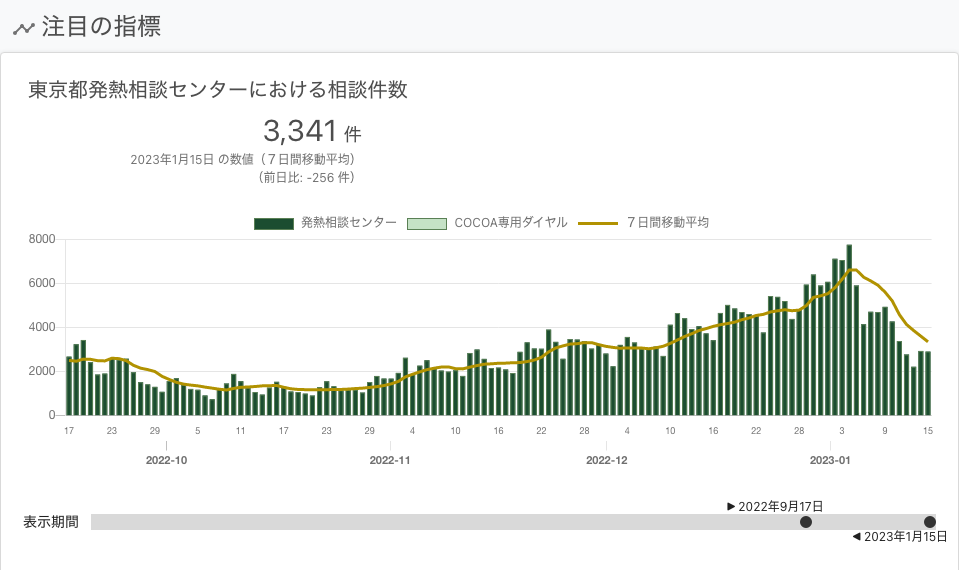 注目の指標
東京都発熱相談センターにおける相談件数
3,341 件
2023年1月15日 の数値（７日間移動平均）
（前日比: -256 件）
発熱相談センター COCOA専用ダイヤル ７日間移動平均
8000
6000
4000
2000
0
17 23 29 5 11 17 23 29 4 10 16 22 28 4 10 16 22 28 3 9 15
2022-10 2022-11 2022-12 2023-01
▶ 2022年9月17日
表示期間
◀ 2023年1月15日